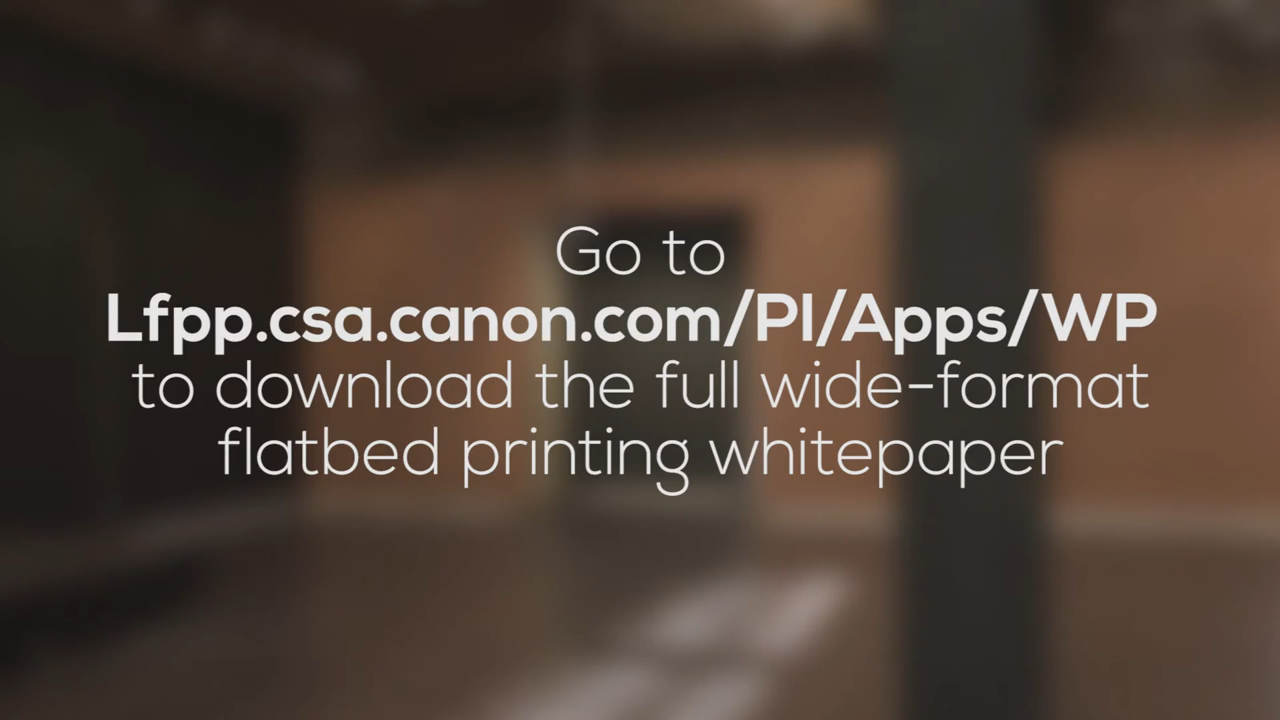 Go to
Lfpp.csa.canon.com/PI/Apps/WP
to download the full wide-format
flatbed printing whitepaper